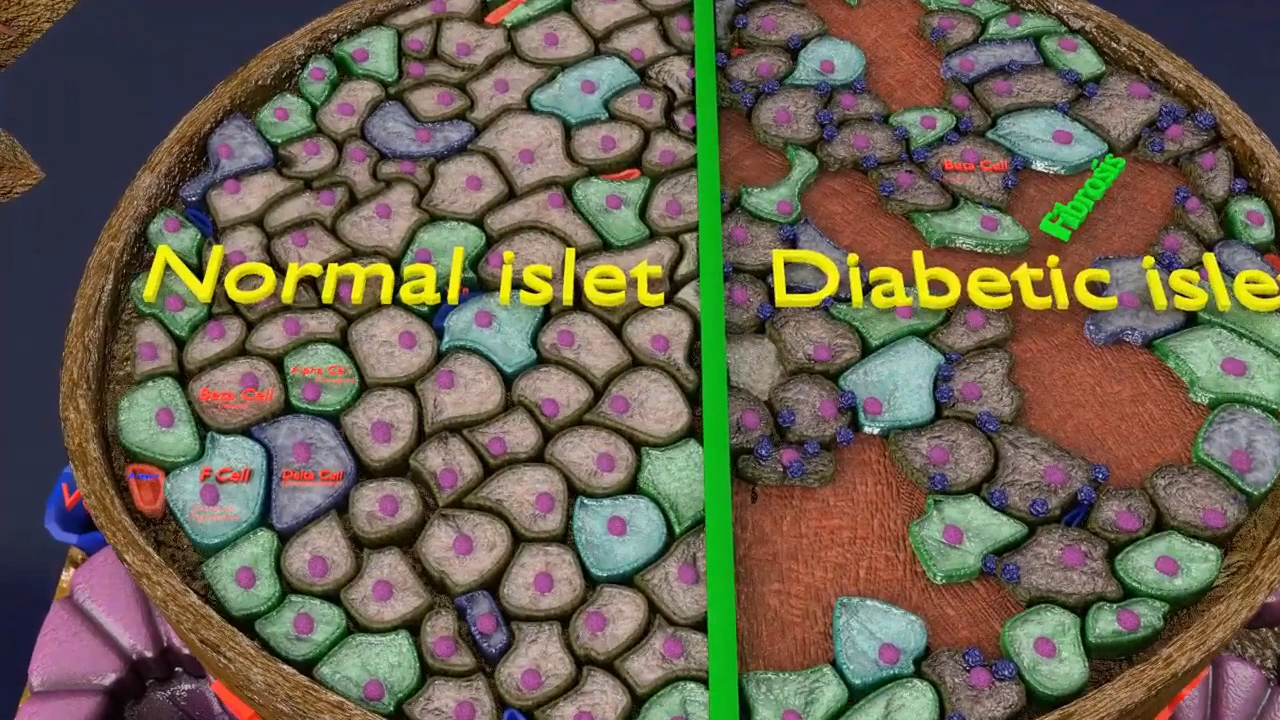 Fibrosis
Beta Cell
Normal islet
Diabetic isle
Alpha Cell
Beta Cell
F Cell
Delta Cell